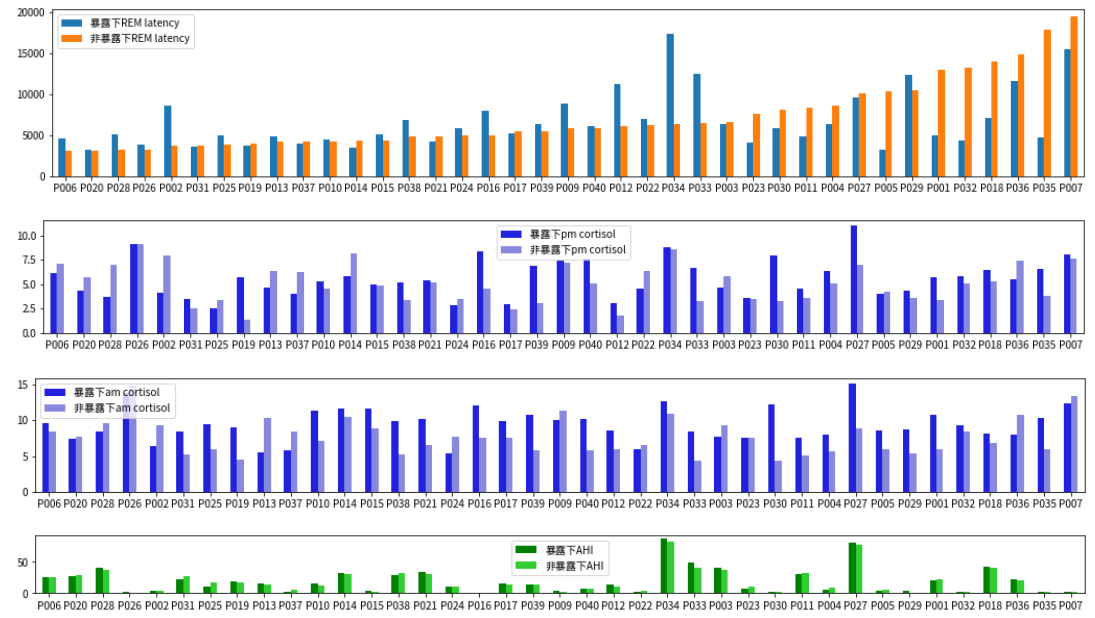 20000
15000
10000
5000
0
暴露下REM latency
非暴露下REM latency
P006 P020 P028 P026 P002 P031 P025 P019 P013 P037 P010 P014 P015 P038 P021 P024 P016 P017 P039 P009 P040 P012 P022 P034 P033 P003 P023 P030 P011 P004 P027 P005 P029 P001 P032 P018 P036 P035 P007
10.0
7.5
5.0
2.5
0.0
暴露下pm cortisol
非暴露下pm cortisol
P006 P020 P028 P026 P002 P031 P025 P019 P013 P037 P010 P014 P015 P038 P021 P024 P016 P017 P039 P009 P040 P012 P022 P034 P033 P003 P023 P030 P011 P004 P027 P005 P029 P001 P032 P018 P036 P035 P007
15
10
5
0
暴露下am cortisol
非暴露下am cortisol
P006 P020 P028 P026 P002 P031 P025 P019 P013 P037 P010 P014 P015 P038 P021 P024 P016 P017 P039 P009 P040 P012 P022 P034 P033 P003 P023 P030 P011 P004 P027 P005 P029 P001 P032 P018 P036 P035 P007
50
0
暴露下AHI
非暴露下AHI
P006 P020 P028 P026 P002 P031 P025 P019 P013 P037 P010 P014 P015 P038 P021 P024 P016 P017 P039 P009 P040 P012 P022 P034 P033 P003 P023 P030 P011 P004 P027 P005 P029 P001 P032 P018 P036 P035 P007